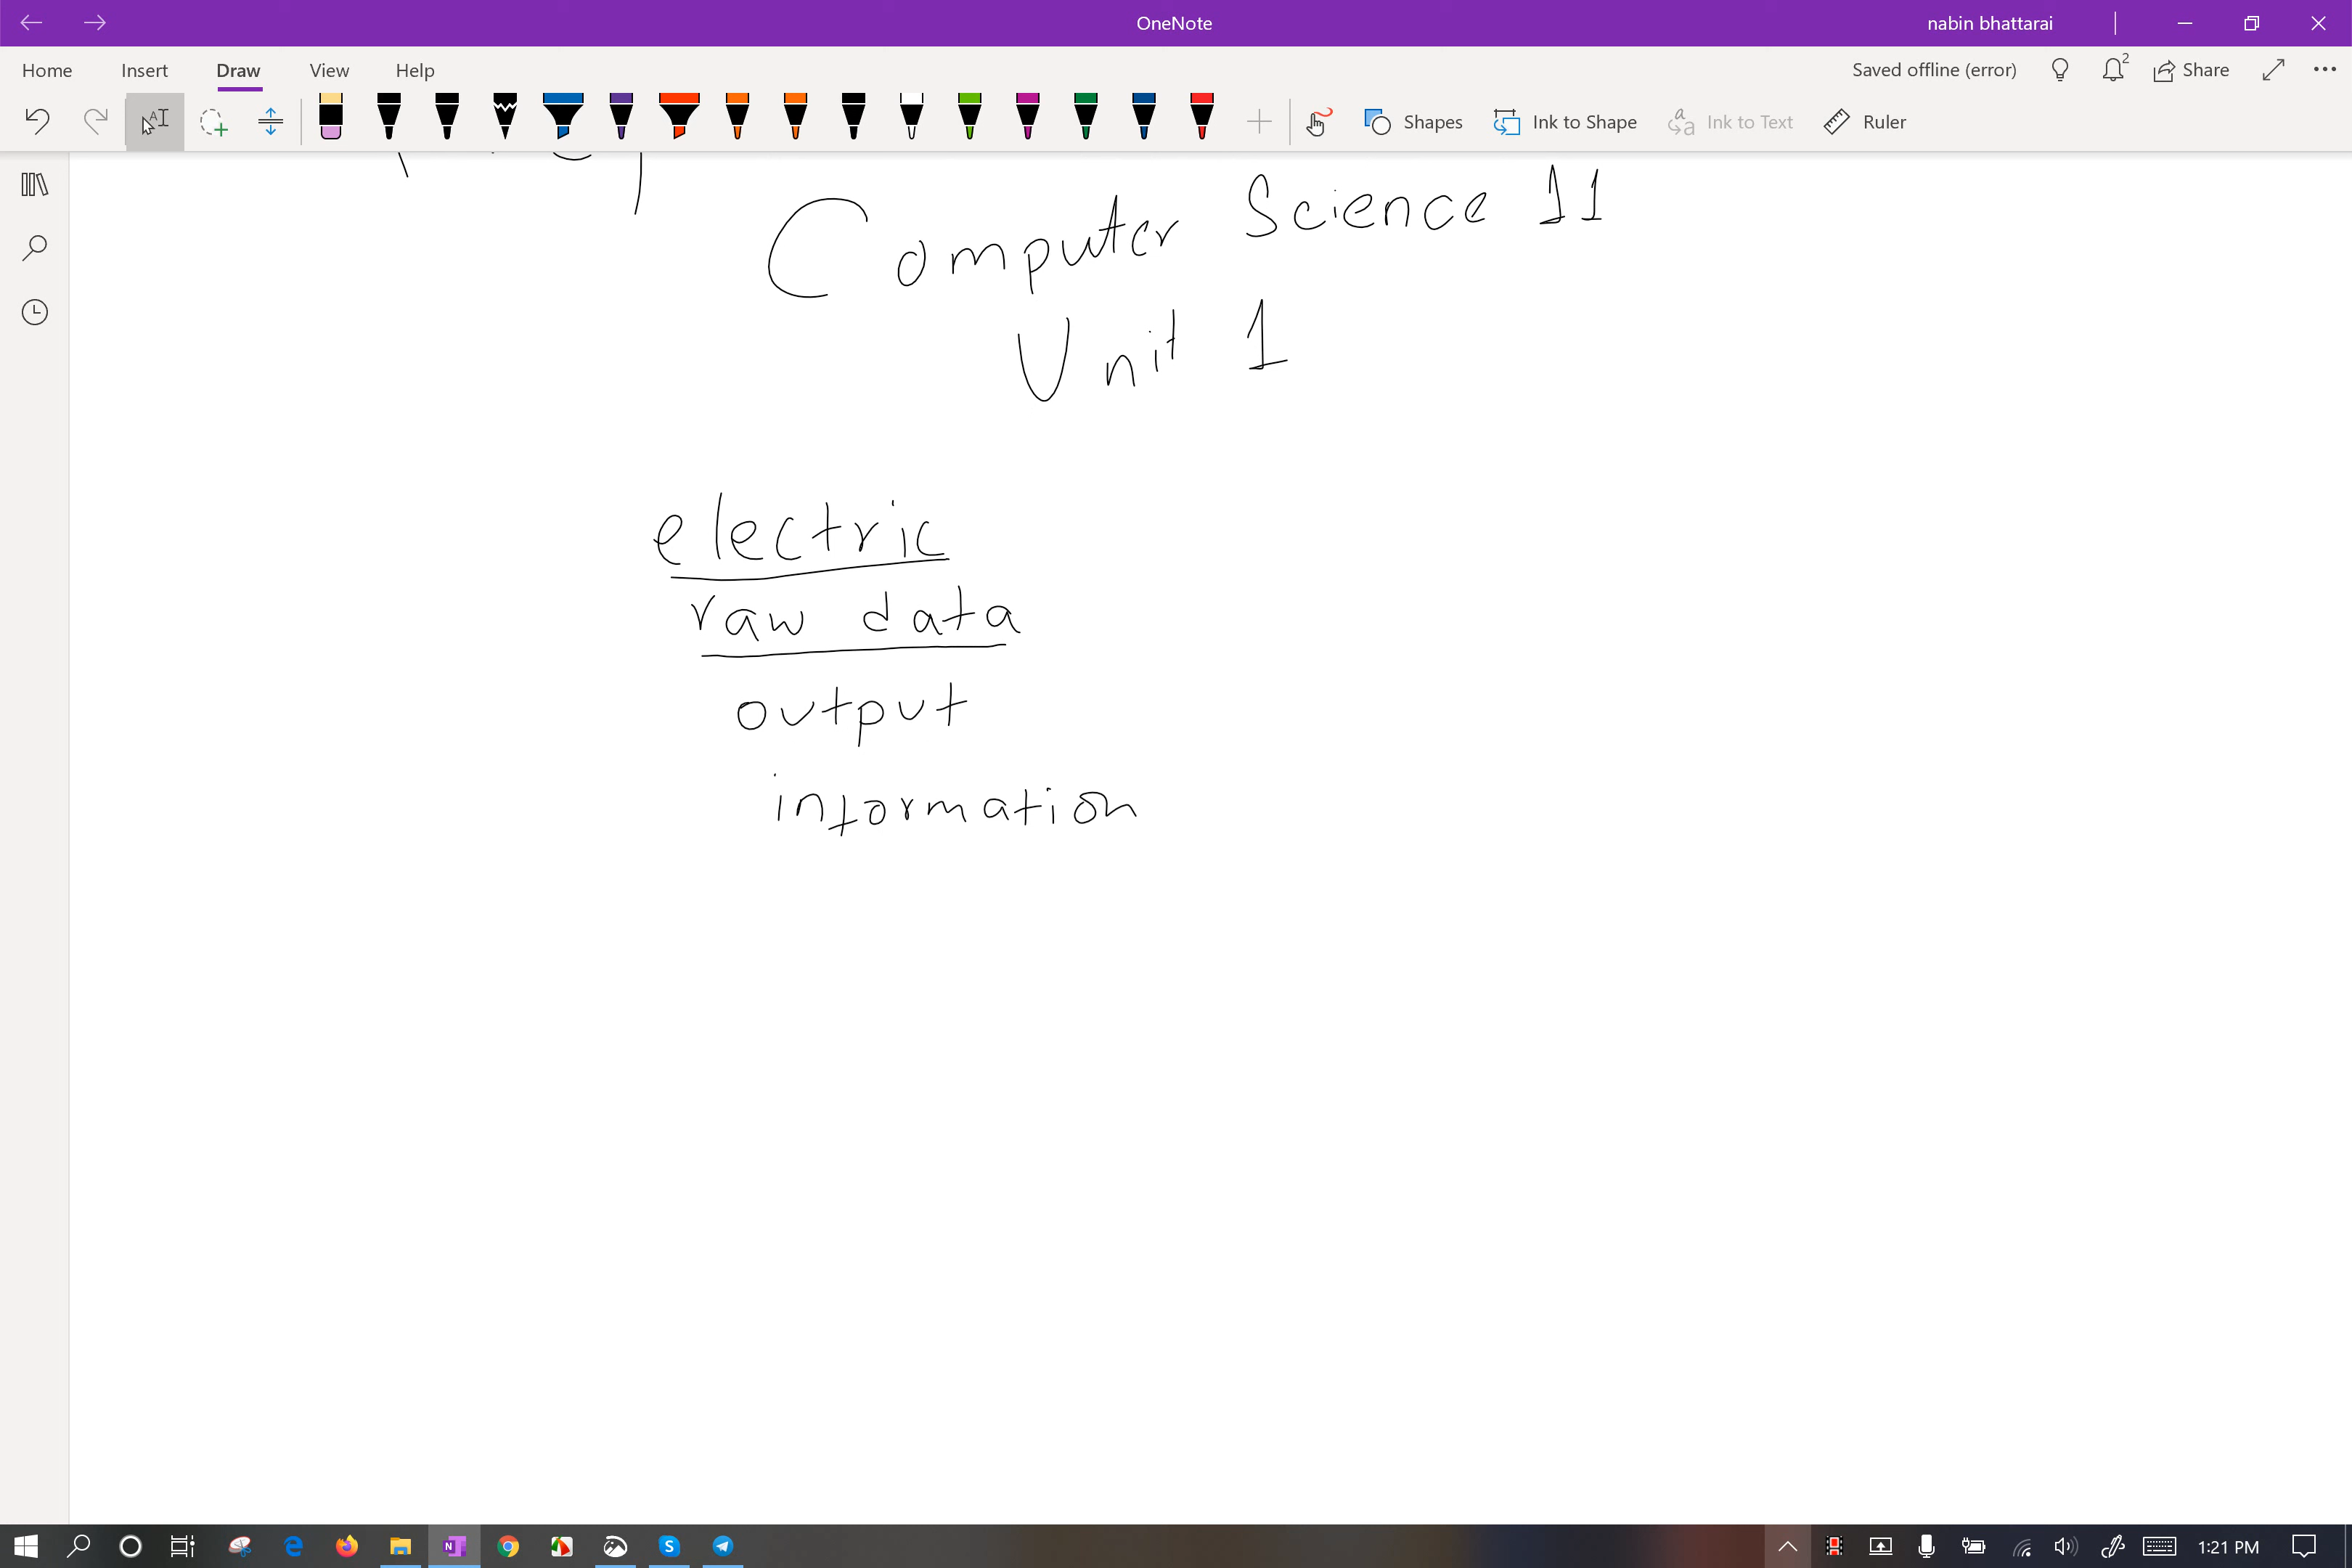 OneNote
nabin bhattarai
Home Insert Draw View Help
Saved offline (error)
2
Share
Shapes
Ink to Shape
Ink to Text
Ruler
Computer Science 11
Unit 1
electric
raw data
output
information
1:21 PM